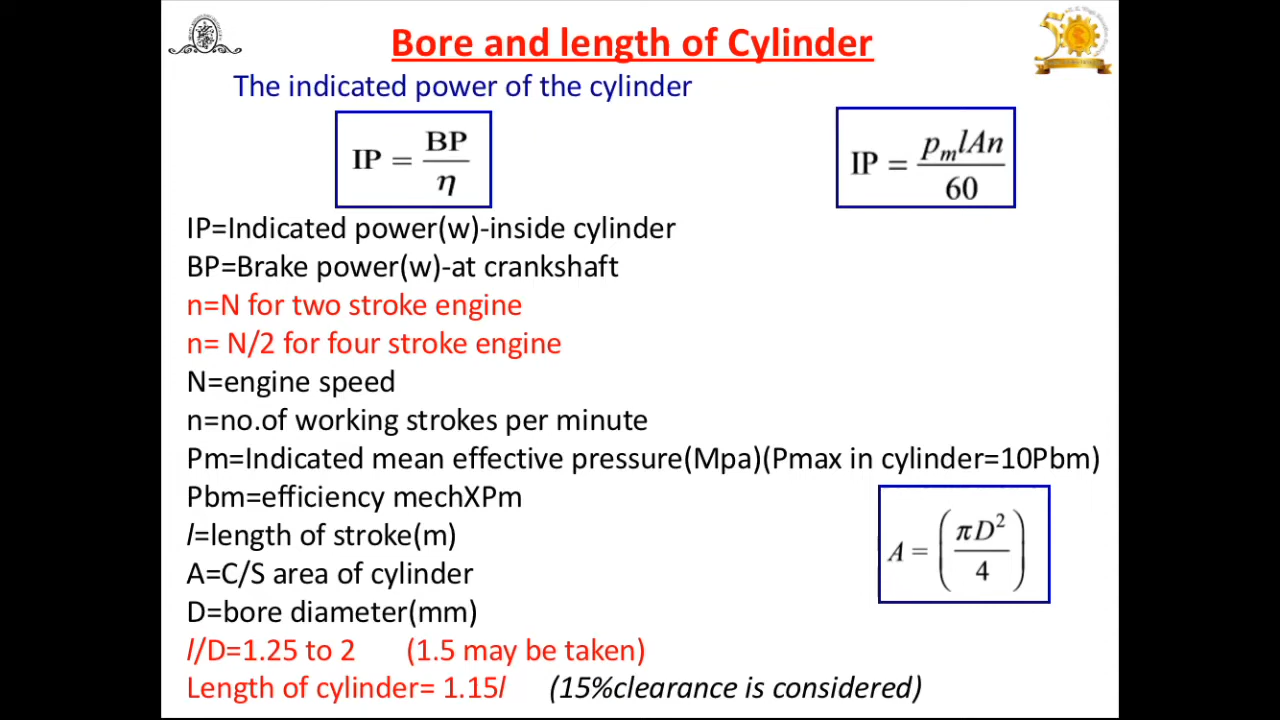 Bore and length of Cylinder
The indicated power of the cylinder
IP = BP / η
IP = pₘlAn / 60
IP=Indicated power(w)-inside cylinder
BP=Brake power(w)-at crankshaft
n=N for two stroke engine
n= N/2 for four stroke engine
N=engine speed
n=no.of working strokes per minute
Pm=Indicated mean effective pressure(Mpa)(Pmax in cylinder=10Pbm)
Pbm=efficiency mechXPm
l=length of stroke(m)
A=C/S area of cylinder
A = (πD² / 4)
D=bore diameter(mm)
l/D=1.25 to 2 (1.5 may be taken)
Length of cylinder= 1.15l (15%clearance is considered)